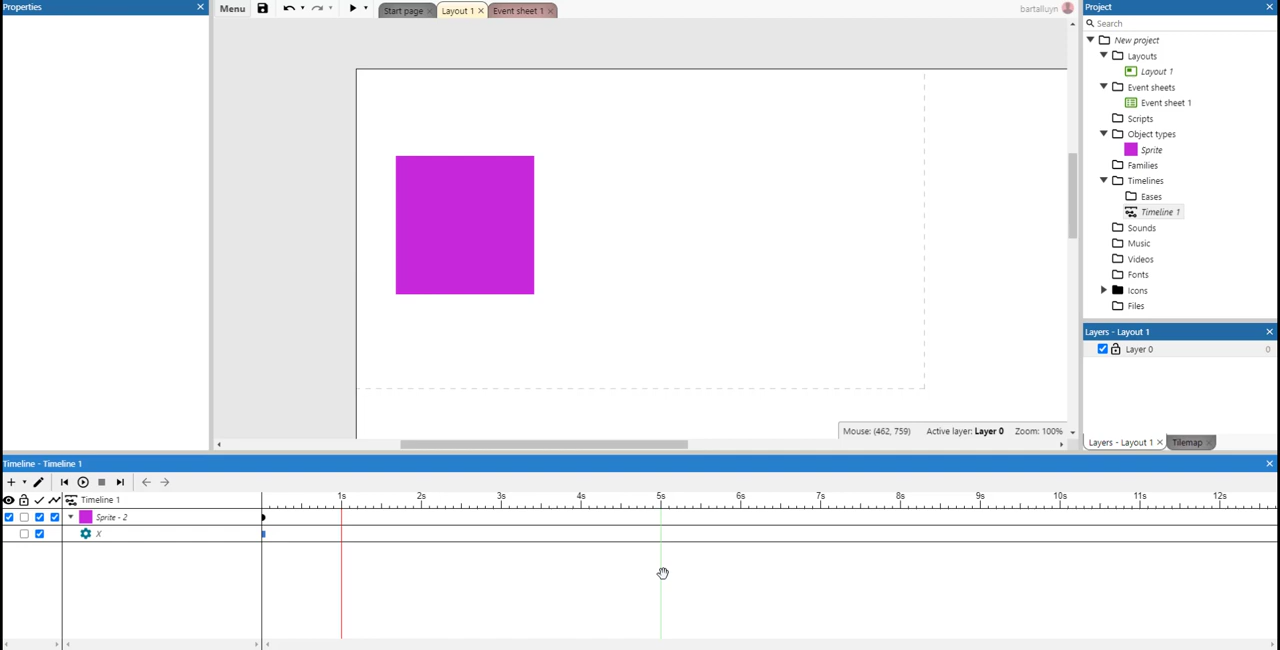 Properties
Menu
Start page
Layout 1
Event sheet 1
bartalluyn
Project
Search
New project
Layouts
Layout 1
Event sheets
Event sheet 1
Scripts
Object types
Sprite
Families
Timelines
Eases
Timeline 1
Sounds
Music
Videos
Fonts
Icons
Files
Layers - Layout 1
Layer 0 0
Mouse: (462, 759) Active layer: Layer 0 Zoom: 100%
Layers - Layout 1 Tilemap
Timeline - Timeline 1
Timeline 1
1s 2s 3s 4s 5s 6s 7s 8s 9s 10s 11s 12s
Sprite - 2
X